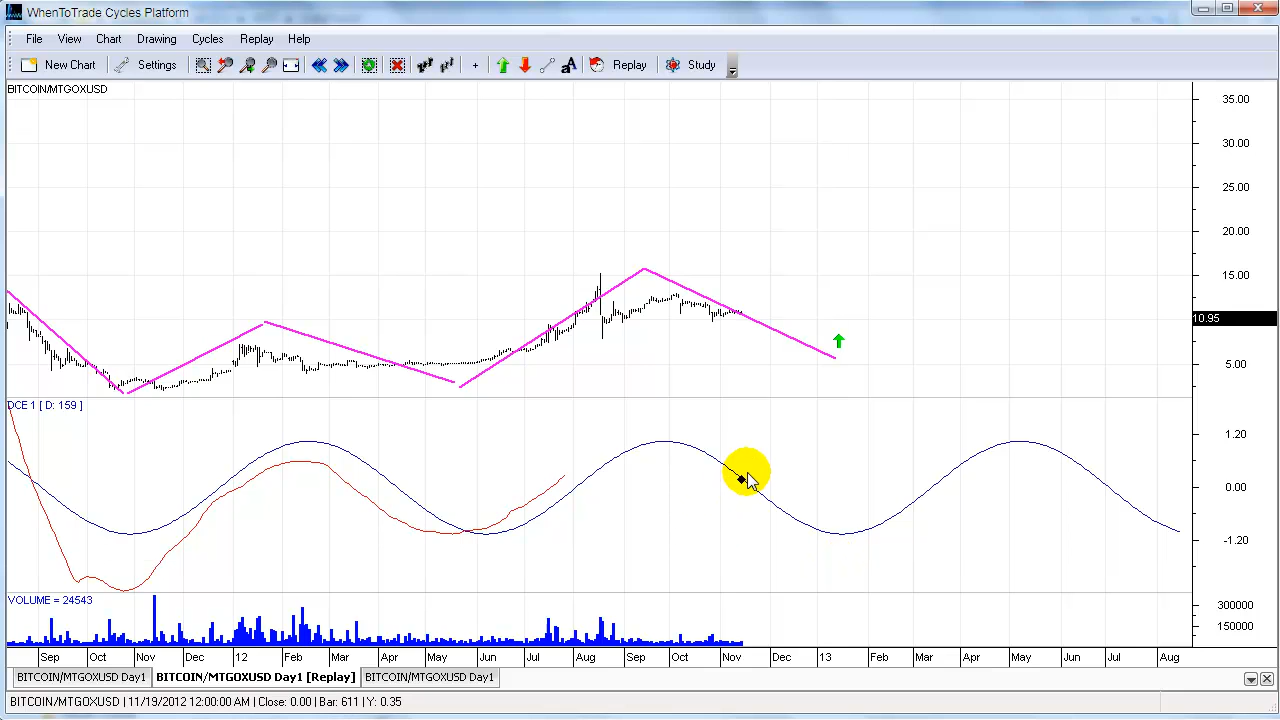 WhenToTrade Cycles Platform
File View Chart Drawing Cycles Replay Help
New Chart Settings + A Replay Study
BITCOIN/MTGOXUSD
35.00
30.00
25.00
20.00
15.00
10.95
5.00
DCE 1 [ D: 159 ]
1.20
0.00
-1.20
VOLUME = 24543
300000
150000
Sep Oct Nov Dec 12 Feb Mar Apr May Jun Jul Aug Sep Oct Nov Dec 13 Feb Mar Apr May Jun Jul Aug
BITCOIN/MTGOXUSD Day1 BITCOIN/MTGOXUSD Day1 [Replay] BITCOIN/MTGOXUSD Day1
BITCOIN/MTGOXUSD | 11/19/2012 12:00:00 AM | Close: 0.00 | Bar: 611 | Y: 0.35